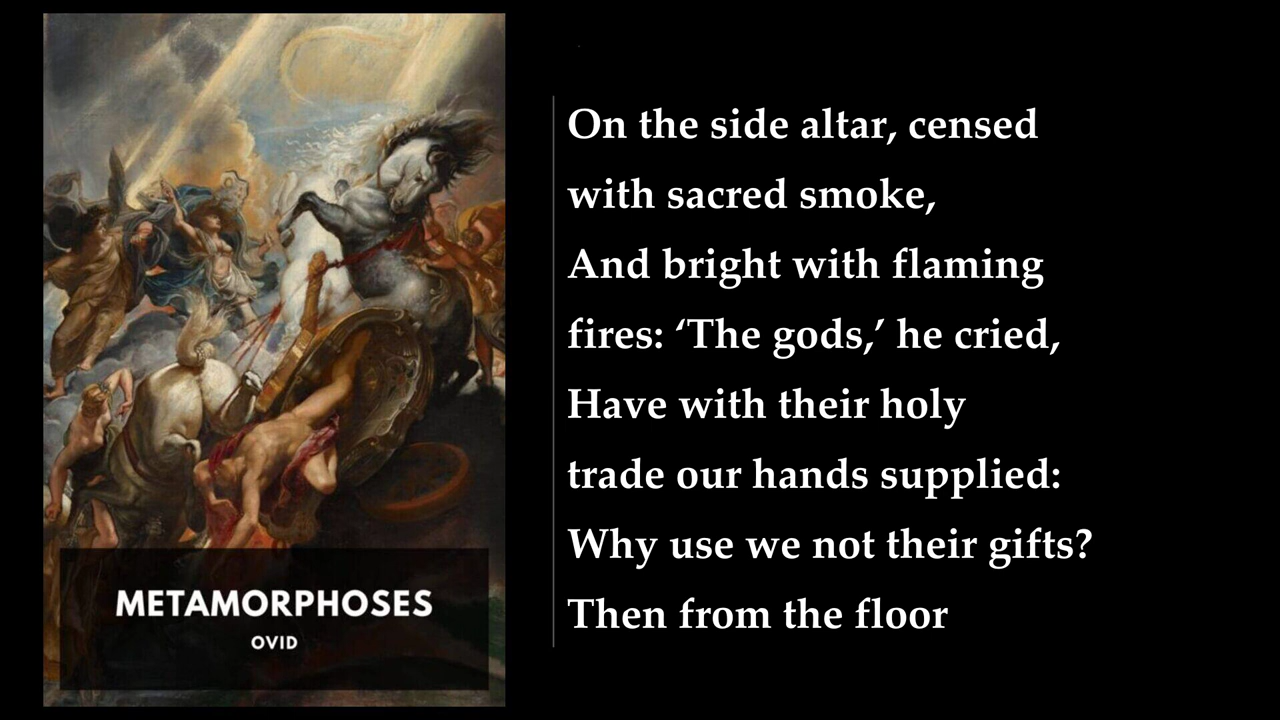 METAMORPHOSES
OVID
On the side altar, censed
with sacred smoke,
And bright with flaming
fires: ‘The gods,’ he cried,
Have with their holy
trade our hands supplied:
Why use we not their gifts?
Then from the floor